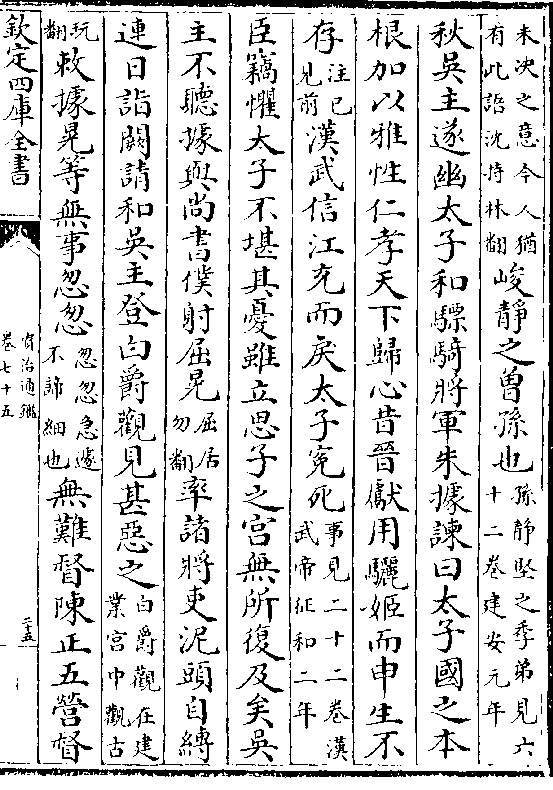 未決之意今人猶
有此語沈恃林翻
峻靜之曾孫也
孫靜堅之季弟見六
十二卷建安元年
秋吳主遂幽太子和驃騎將軍朱據諫曰太子國之本
根加以雅性仁孝天下歸心昔晉獻用驪姬而申生不
存
注已
見前
漢武信江充而戾太子寃死
事見二十二卷漢
武帝征和二年
臣竊懼太子不堪其憂雖立思子之宫無所復及矣吳
主不聽據與尚書僕射屈晃
屈居
勿翻
率諸將吏泥頭自縛
連日詣闕請和吳主登白爵觀見甚惡之
白爵觀在建
業宫中觀古
玩
翻
敕據晃等無事怱怱
怱怱急遽
不諦細也
無難督陳正五營督
欽定四庫全書
資治通鑑
卷七十五
二十五